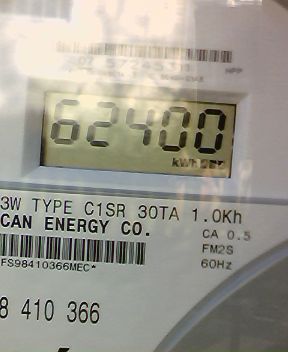 62400
kWh
3W TYPE C1SR 30TA 1.0Kh
CAN ENERGY CO.
CA 0.5
FM2S
60Hz
FS98410366MEC*
8 410 366